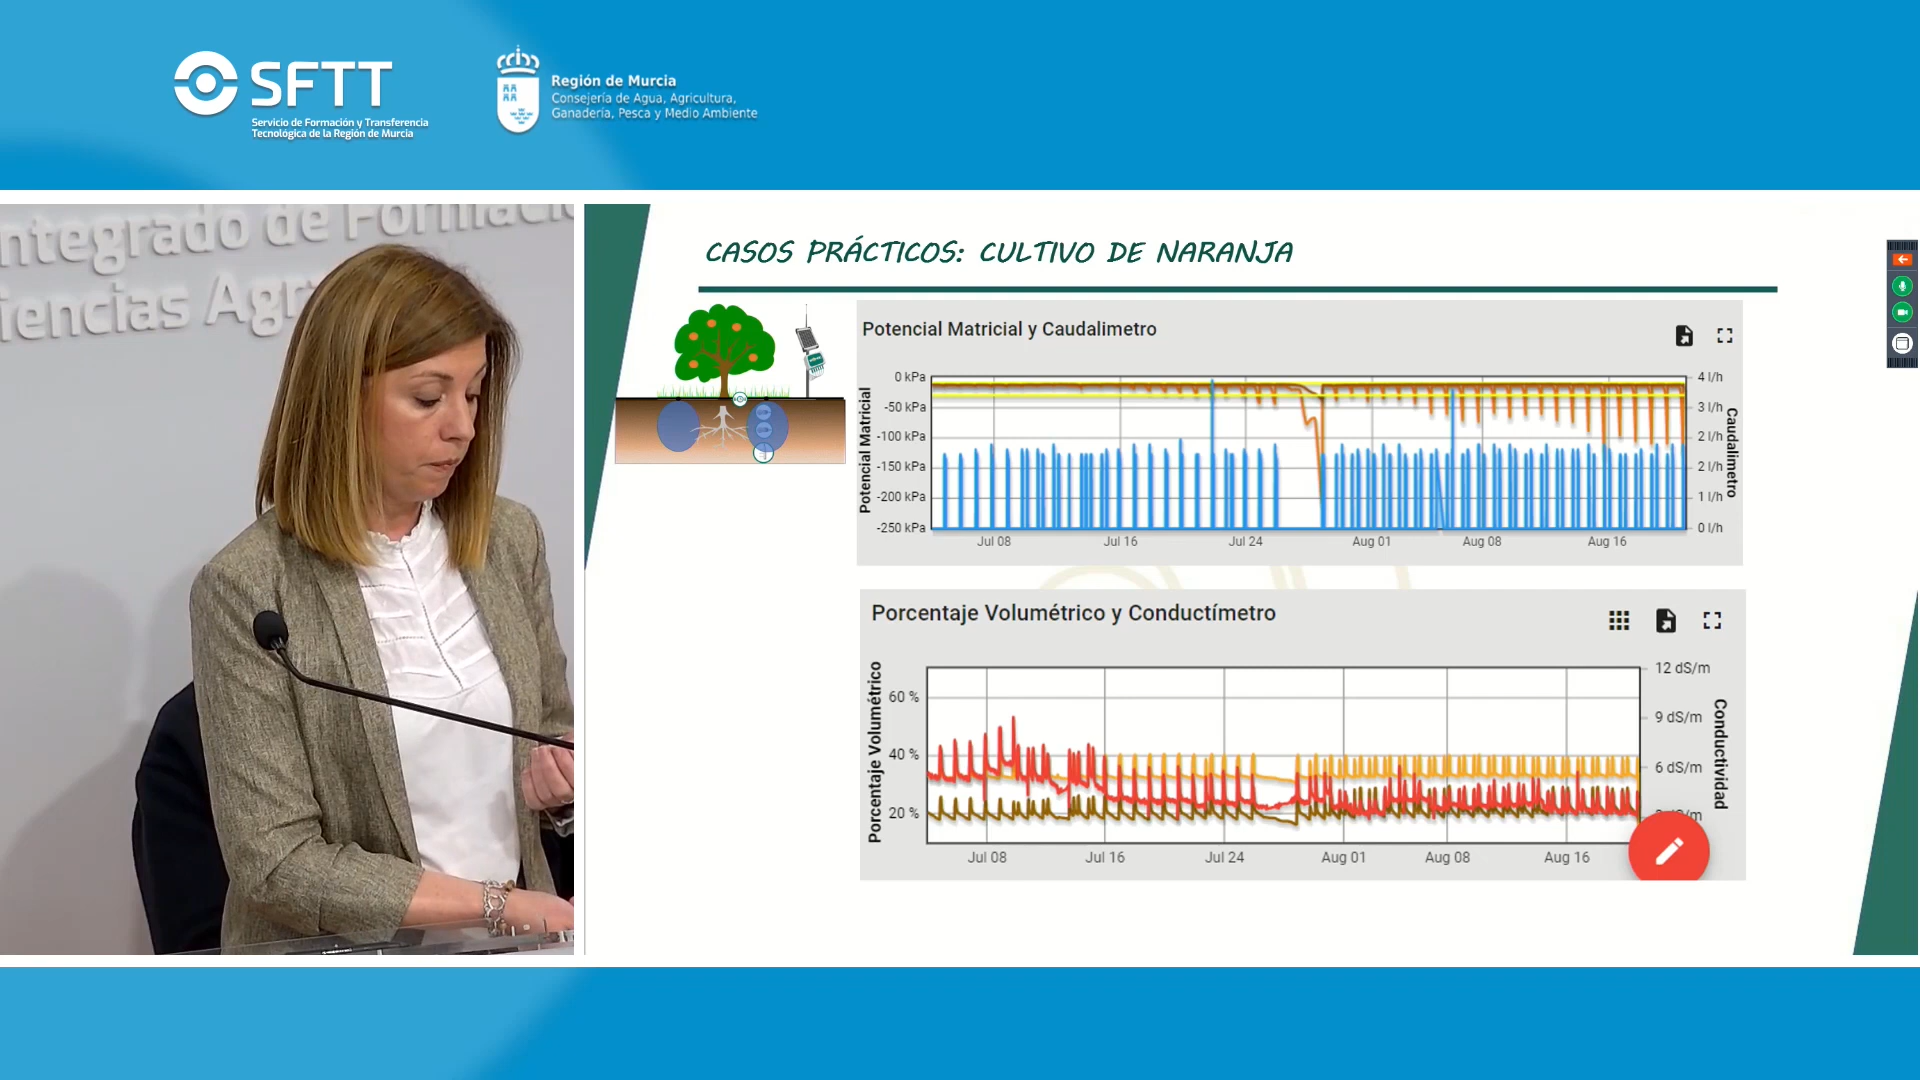 SFTT
Servicio de Formación y Transferencia
Tecnológica de la Región de Murcia
Región de Murcia
Consejería de Agua, Agricultura,
Ganadería, Pesca y Medio Ambiente
ntegrado de Formació
iencias Agr
CASOS PRÁCTICOS: CULTIVO DE NARANJA
Potencial Matricial y Caudalimetro
Potencial Matricial
0 kPa
-50 kPa
-100 kPa
-150 kPa
-200 kPa
-250 kPa
4 l/h
3 l/h
2 l/h
2 l/h
1 l/h
0 l/h
Caudalimetro
Jul 08 Jul 16 Jul 24 Aug 01 Aug 08 Aug 16
Porcentaje Volumétrico y Conductímetro
Porcentaje Volumétrico
60 %
40 %
20 %
12 dS/m
9 dS/m
6 dS/m
Conductividad
Jul 08 Jul 16 Jul 24 Aug 01 Aug 08 Aug 16